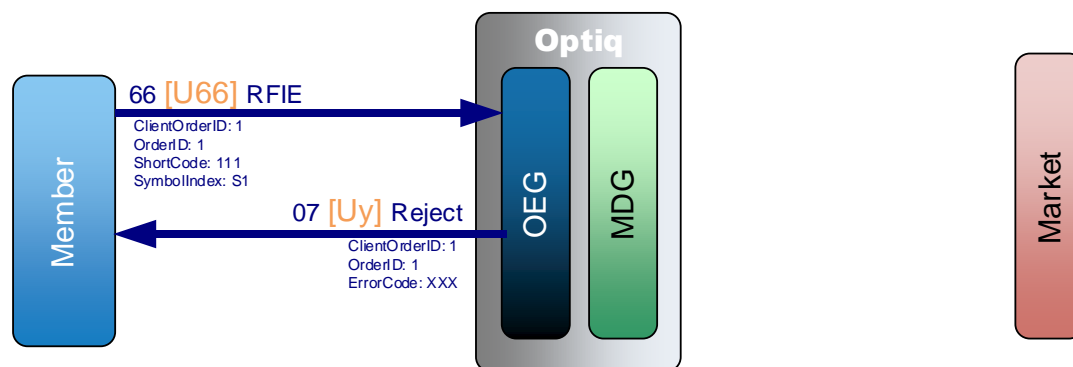 Optiq
66 [U66] RFIE
ClientOrderID: 1
OrderID: 1
ShortCode: 111
SymbolIndex: S1
07 [Uy] Reject
ClientOrderID: 1
OrderID: 1
ErrorCode: XXX
Member
OEG
MDG
Market